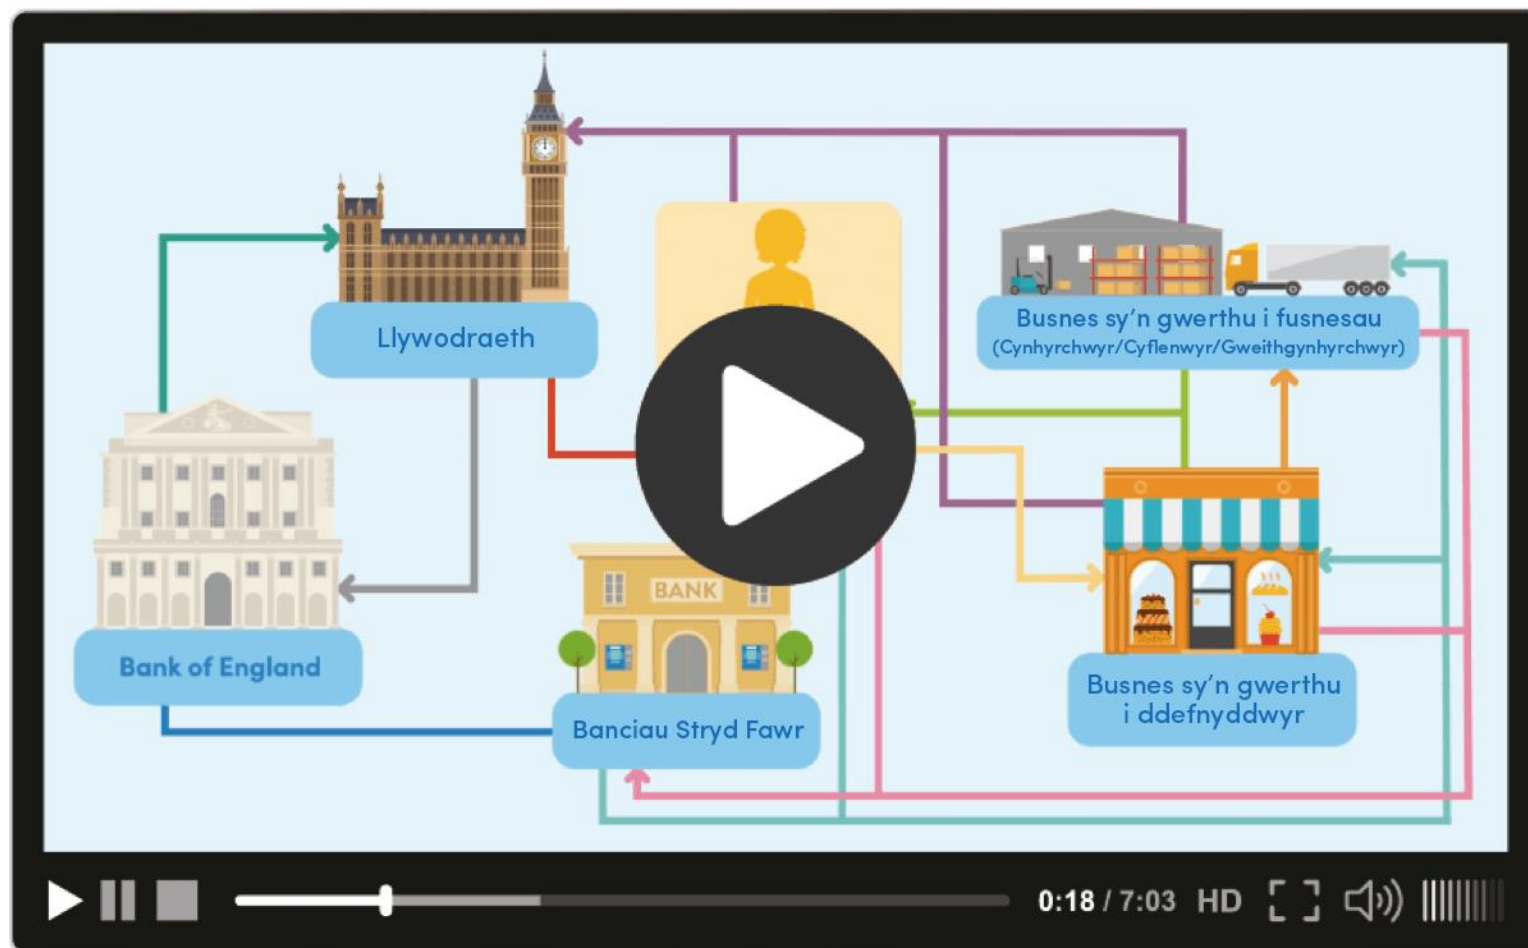 Llywodraeth
Busnes sy'n gwerthu i fusnesau
(Cynhyrchwyr/Cyflenwyr/Gweithgynhyrchwyr)
Bank of England
BANK
Banciau Stryd Fawr
Busnes sy'n gwerthu
i ddefnyddwyr
0:18 / 7:03 HD